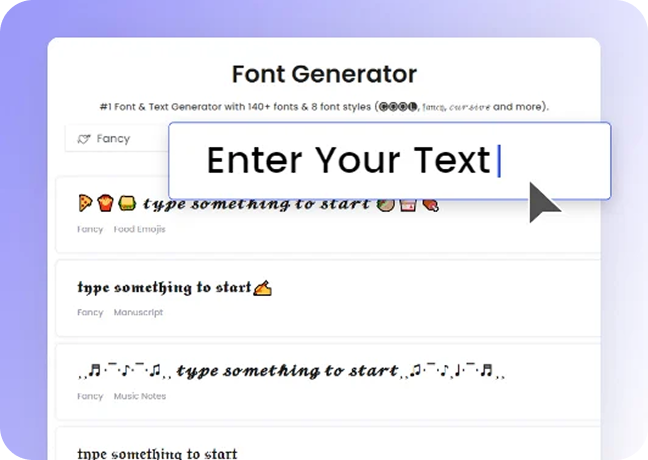 Font Generator
#1 Font & Text Generator with 140+ fonts & 8 font styles (🅒🅞🅞🅛, 𝔣𝔞𝔫𝔠𝔶, 𝓬𝓾𝓻𝓼𝓲𝓿𝓮 and more).
Fancy
Enter Your Text
🍕🍟🍔 𝓽𝔂𝓹𝓮 𝓼𝓸𝓶𝓮𝓽𝓱𝓲𝓷𝓰 𝓽𝓸 𝓼𝓽𝓪𝓻𝓽 🥙🍱🍖
Fancy Food Emojis
𝖙𝖞𝖕𝖊 𝖘𝖔𝖒𝖊𝖙𝖍𝖎𝖓𝖌 𝖙𝖔 𝖘𝖙𝖆𝖗𝖙✍
Fancy Manuscript
¸¸♬·¯·♪·¯·♫¸¸ 𝓽𝔂𝓹𝓮 𝓼𝓸𝓶𝓮𝓽𝓱𝓲𝓷𝓰 𝓽𝓸 𝓼𝓽𝓪𝓻𝓽¸¸♫·¯·♪¸♩·¯·♬¸¸
Fancy Music Notes
𝔱𝔶𝔭𝔢 𝔰𝔬𝔪𝔢𝔱𝔥𝔦𝔫𝔤 𝔱𝔬 𝔰𝔱𝔞𝔯𝔱